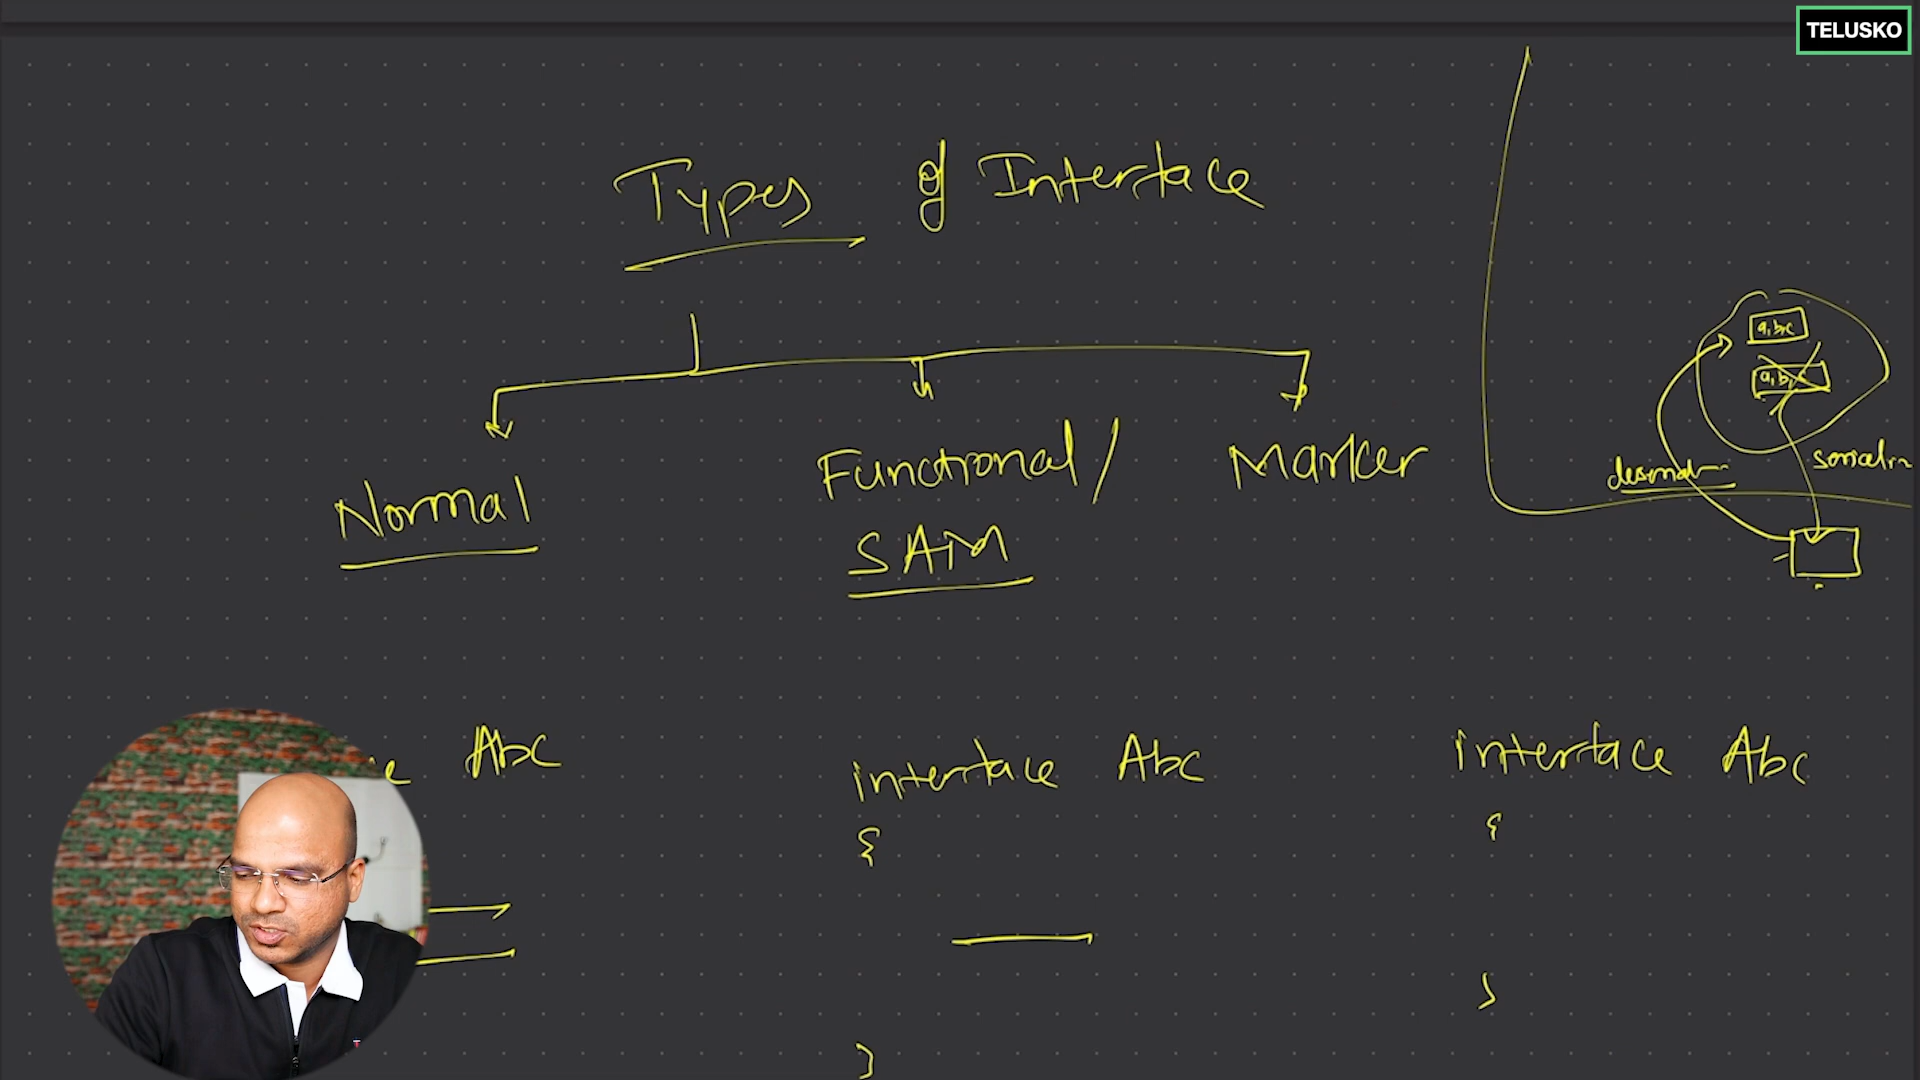 TELUSKO
Types of Interface
a,b,c
Functional/ Marker
Normal
SAM
Abc
interface Abc
interface Abc
{
{
}
}